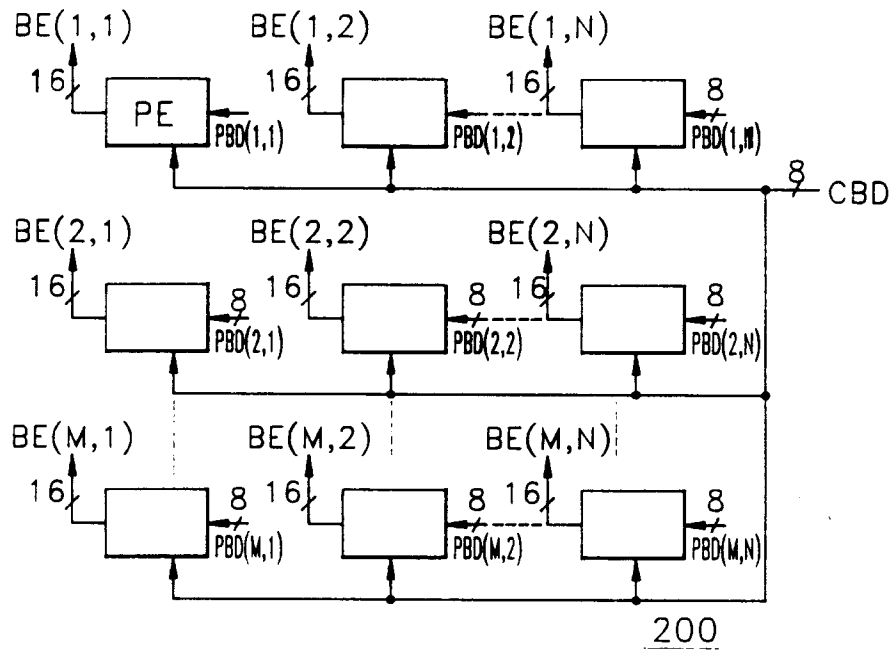 BE(1,1) BE(1,2) BE(1,N)
16 16 16 8
PE
PBD(1,1) PBD(1,2) PBD(1,N)
8
CBD
BE(2,1) BE(2,2) BE(2,N)
16 8 16 8 16 8
PBD(2,1) PBD(2,2) PBD(2,N)
BE(M,1) BE(M,2) BE(M,N)
16 8 16 8 16 8
PBD(M,1) PBD(M,2) PBD(M,N)
200